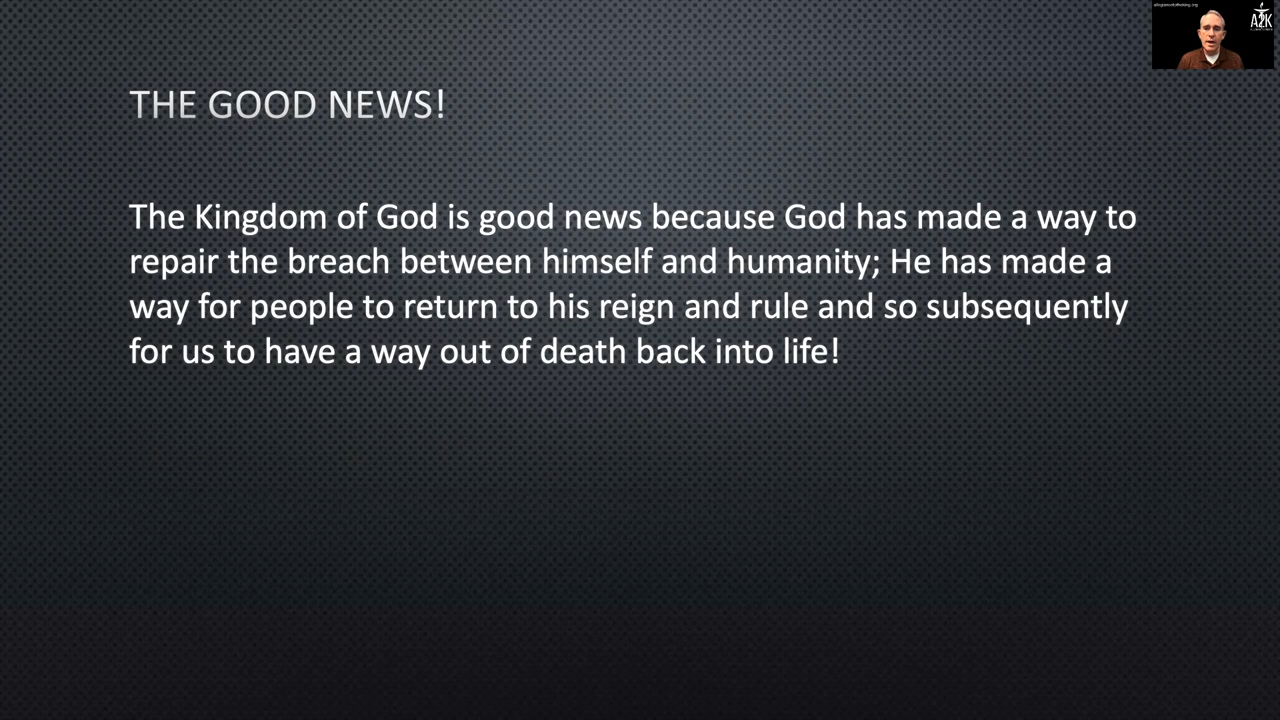 allegiancetotheking.org
A2K
THE GOOD NEWS!
The Kingdom of God is good news because God has made a way to
repair the breach between himself and humanity; He has made a
way for people to return to his reign and rule and so subsequently
for us to have a way out of death back into life!